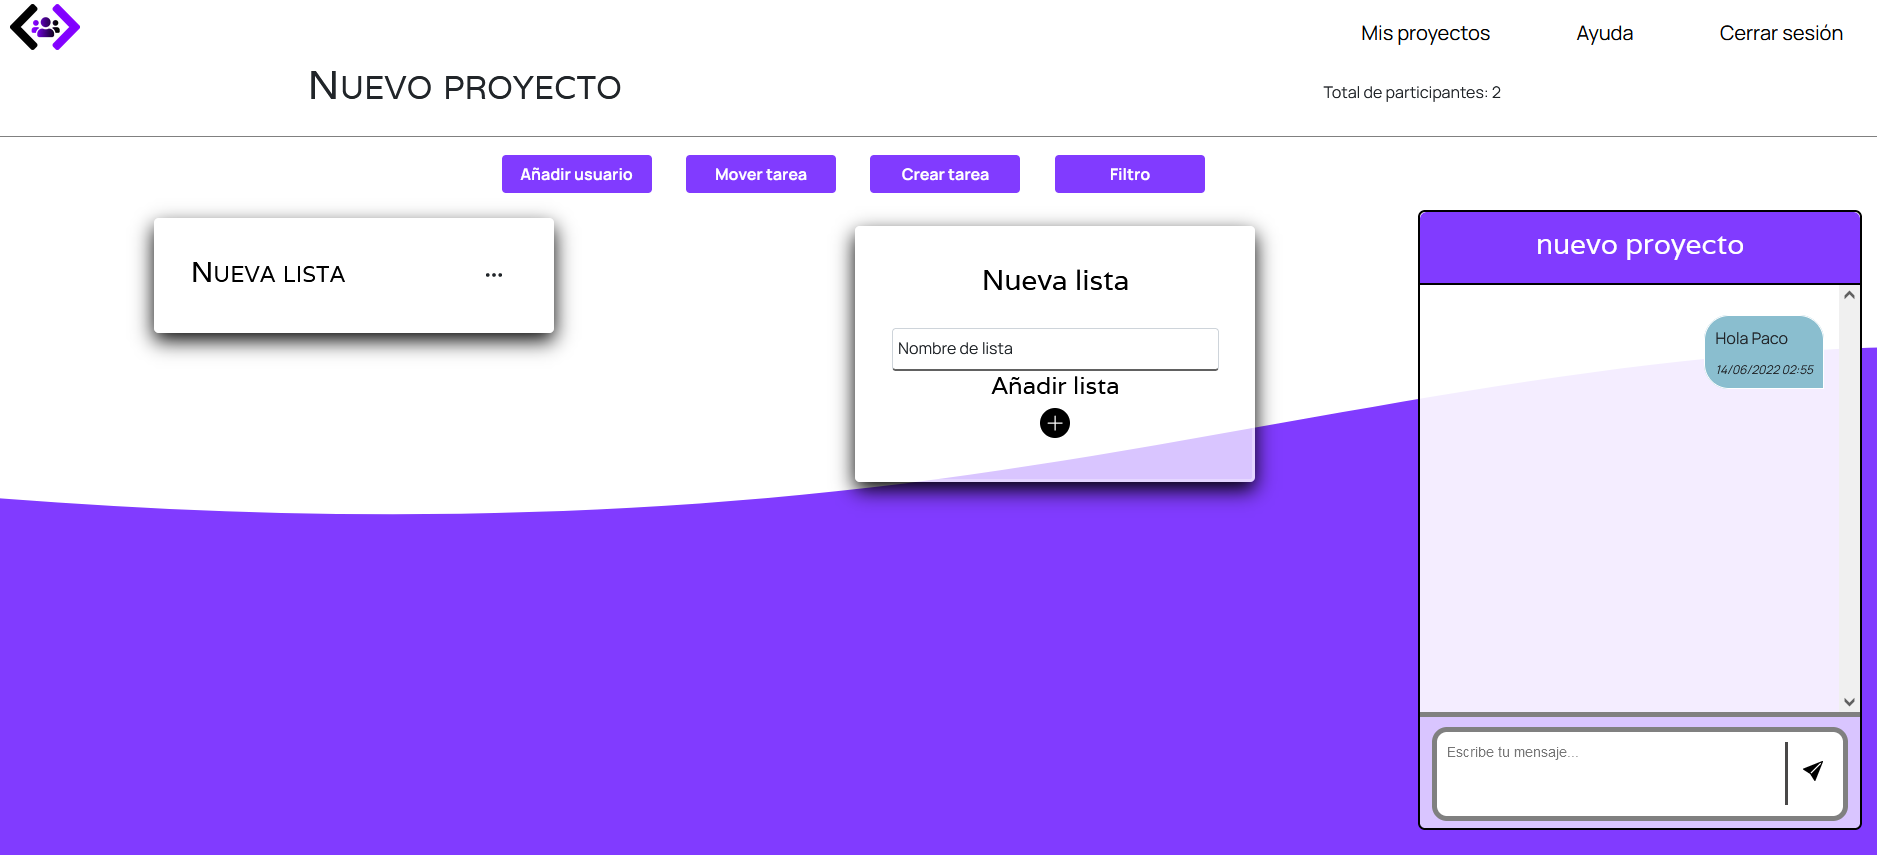 Mis proyectos Ayuda Cerrar sesión
Nuevo proyecto Total de participantes: 2
Añadir usuario Mover tarea Crear tarea Filtro
Nueva lista ...
Nueva lista
Nombre de lista
Añadir lista
nuevo proyecto
Hola Paco
14/06/2022 02:55
Escribe tu mensaje...